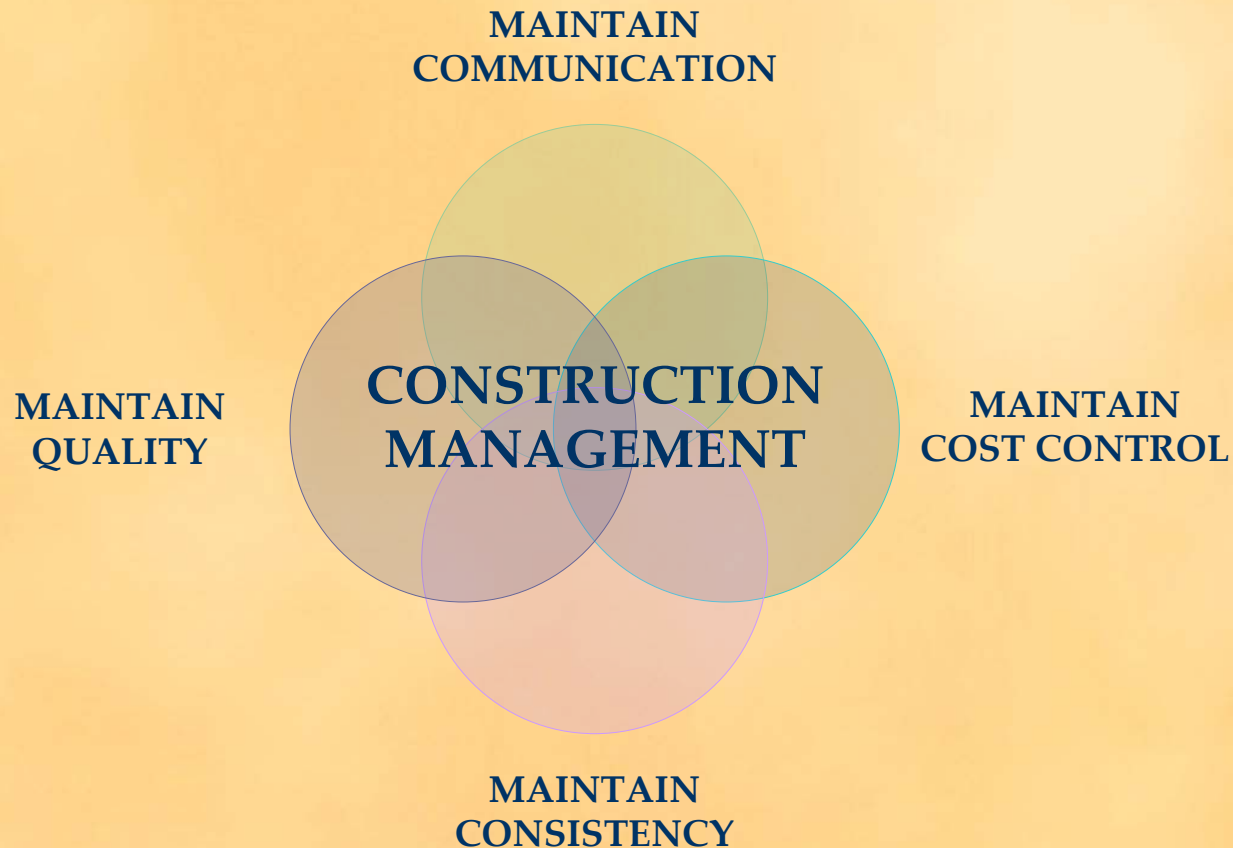 MAINTAIN
COMMUNICATION
CONSTRUCTION
MANAGEMENT
MAINTAIN
QUALITY
MAINTAIN
COST CONTROL
MAINTAIN
CONSISTENCY